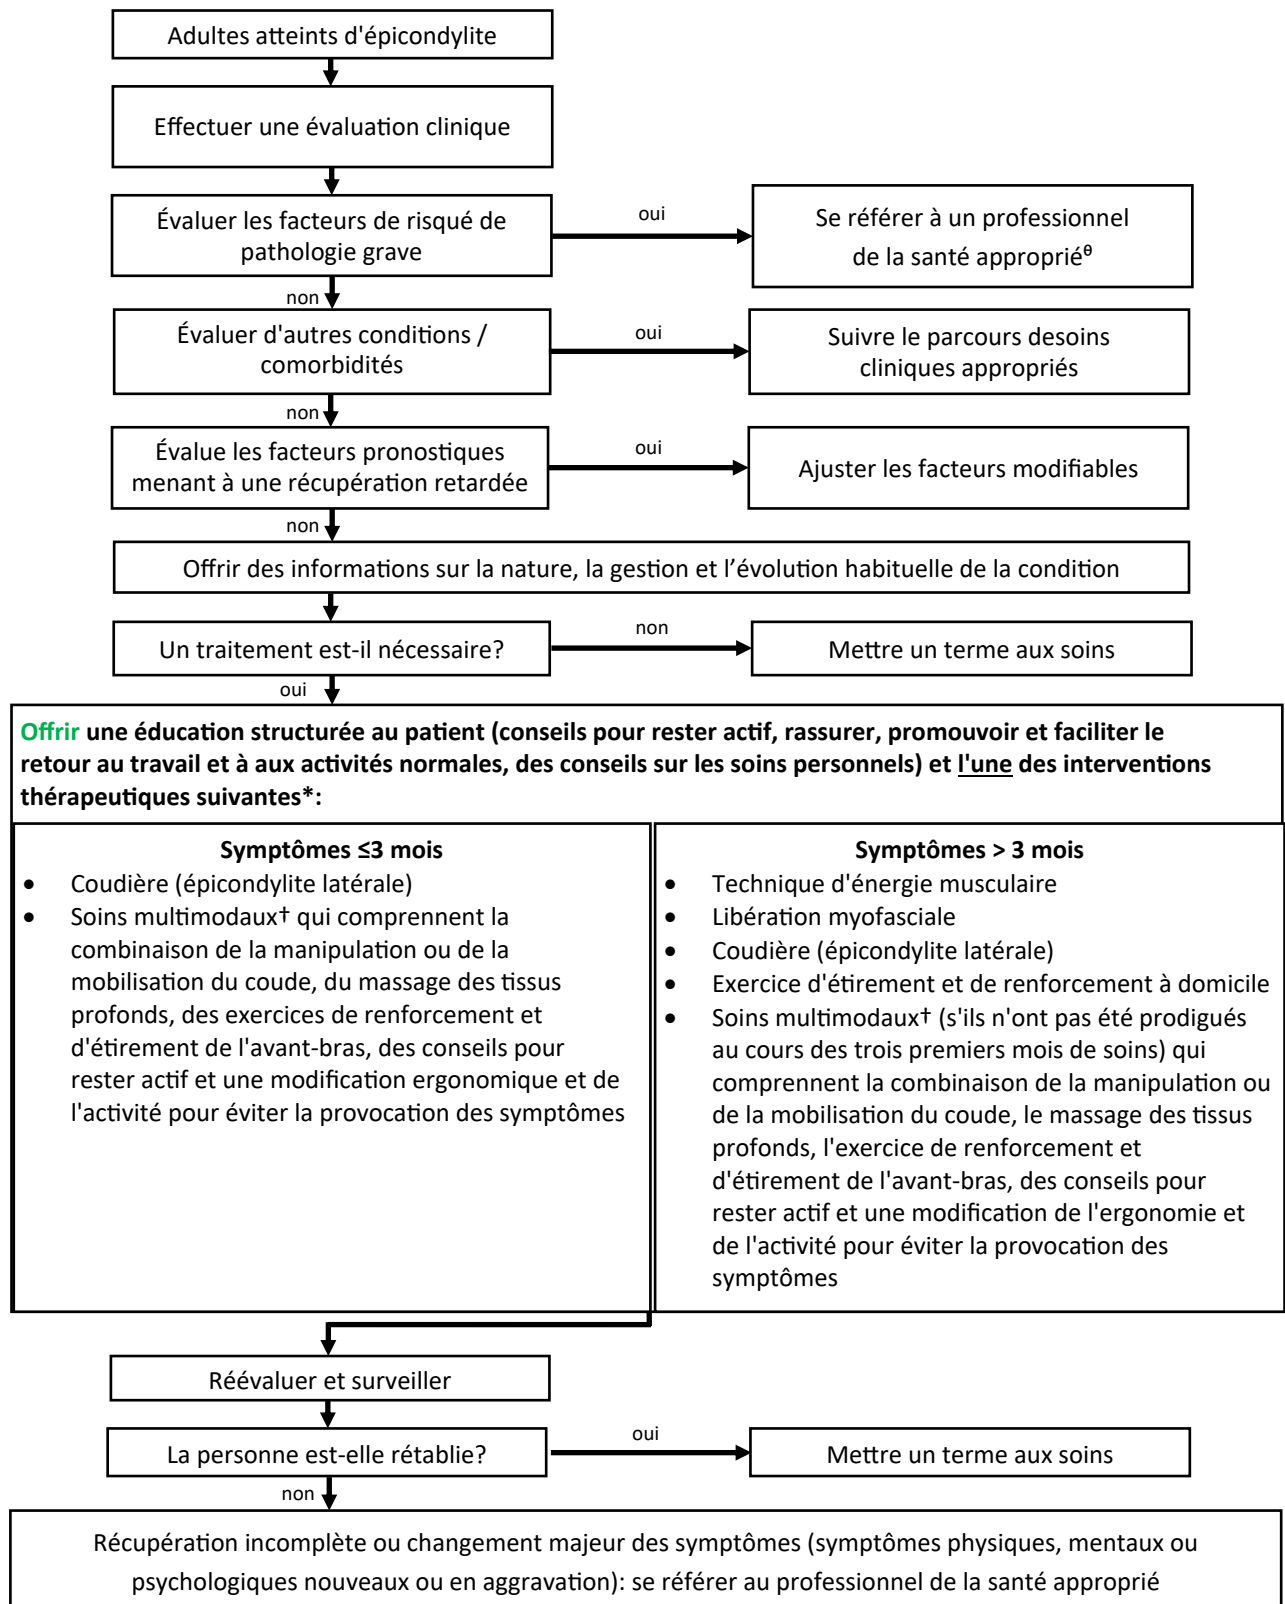 Adultes atteints d'épicondylite
Effectuer une évaluation clinique
Évaluer les facteurs de risqué de
pathologie grave
oui
Se référer à un professionnel
de la santé appropriéᶿ
non
Évaluer d'autres conditions /
comorbidités
oui
Suivre le parcours desoins
cliniques appropriés
non
Évalue les facteurs pronostiques
menant à une récupération retardée
oui
Ajuster les facteurs modifiables
non
Offrir des informations sur la nature, la gestion et l’évolution habituelle de la condition
Un traitement est-il nécessaire?
non
Mettre un terme aux soins
oui
Offrir une éducation structurée au patient (conseils pour rester actif, rassurer, promouvoir et faciliter le
retour au travail et à aux activités normales, des conseils sur les soins personnels) et l'une des interventions
thérapeutiques suivantes*:
Symptômes ≤3 mois
• Coudière (épicondylite latérale)
• Soins multimodaux† qui comprennent la
combinaison de la manipulation ou de la
mobilisation du coude, du massage des tissus
profonds, des exercices de renforcement et
d'étirement de l'avant-bras, des conseils pour
rester actif et une modification ergonomique et de
l'activité pour éviter la provocation des symptômes
Symptômes > 3 mois
• Technique d'énergie musculaire
• Libération myofasciale
• Coudière (épicondylite latérale)
• Exercice d'étirement et de renforcement à domicile
• Soins multimodaux† (s'ils n'ont pas été prodigués
au cours des trois premiers mois de soins) qui
comprennent la combinaison de la manipulation ou
de la mobilisation du coude, le massage des tissus
profonds, l'exercice de renforcement et
d'étirement de l'avant-bras, des conseils pour
rester actif et une modification de l'ergonomie et
de l'activité pour éviter la provocation des
symptômes
Réévaluer et surveiller
La personne est-elle rétablie?
oui
Mettre un terme aux soins
non
Récupération incomplète ou changement majeur des symptômes (symptômes physiques, mentaux ou
psychologiques nouveaux ou en aggravation): se référer au professionnel de la santé approprié